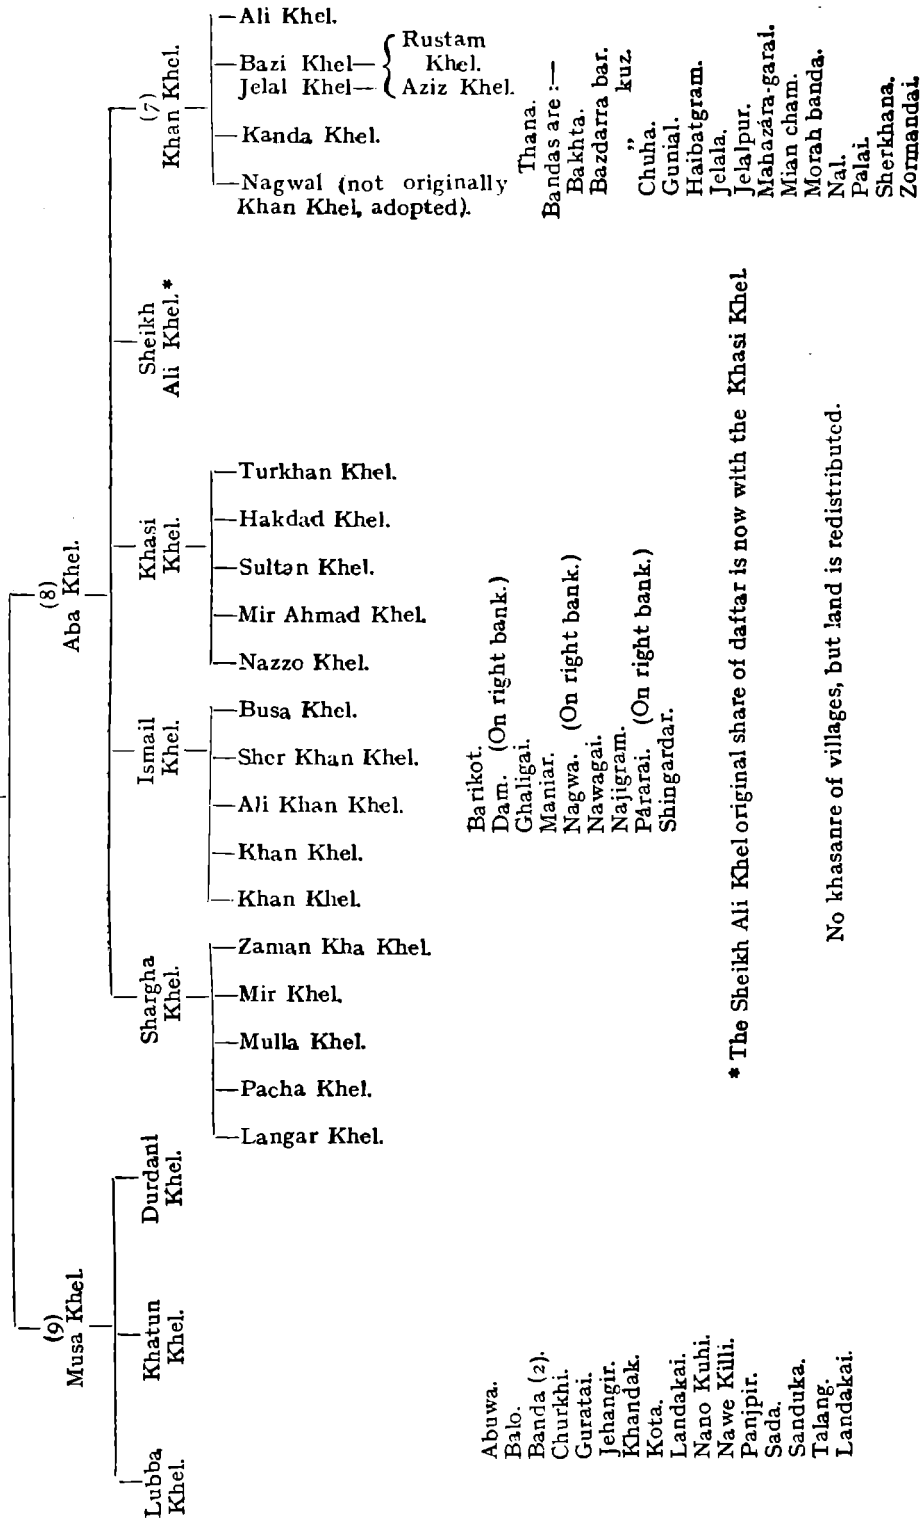 (9)
Musa Khel.
(8)
Aba Khel.
Lubba
Khel.
Khatun
Khel.
Durdani
Khel.
Shargha
Khel.
Ismail
Khel.
Khasi
Khel.
Sheikh
Ali Khel.*
(7)
Khan Khel.
Langar Khel.
Pacha Khel.
Mulla Khel.
Mir Khel.
Zaman Kha Khel.
Khan Khel.
Khan Khel.
Ali Khan Khel.
Sher Khan Khel.
Busa Khel.
Nazzo Khel.
Mir Ahmad Khel.
Sultan Khel.
Hakdad Khel.
Turkhan Khel.
Nagwal (not originally
Khan Khel, adopted).
Kanda Khel.
Jelal Khel—
Bazi Khel—
Rustam
Khel.
Aziz Khel.
Ali Khel.
Abuwa.
Balo.
Banda (2).
Churkhi.
Guratai.
Jehangir.
Khandak.
Kota.
Landakai.
Nano Kuhi.
Nawe Killi.
Panjpir.
Sada.
Sanduka.
Talang.
Landakai.
Barikot.
Dam. (On right bank.)
Ghaligai.
Maniar.
Nagwa. (On right bank.)
Nawagai.
Najigram.
Párarai. (On right bank.)
Shingardar.
Thana.
Bandas are :—
Bakhta.
Bazdarra bar.
„ kuz.
Chuha.
Gunial.
Haibatgram.
Jelala.
Jelalpur.
Mahazára-garai.
Mian cham.
Morah banda.
Nal.
Palai.
Sherkhana.
Zormandai.
* The Sheikh Ali Khel original share of daftar is now with the Khasi Khel.
No khasanre of villages, but land is redistributed.